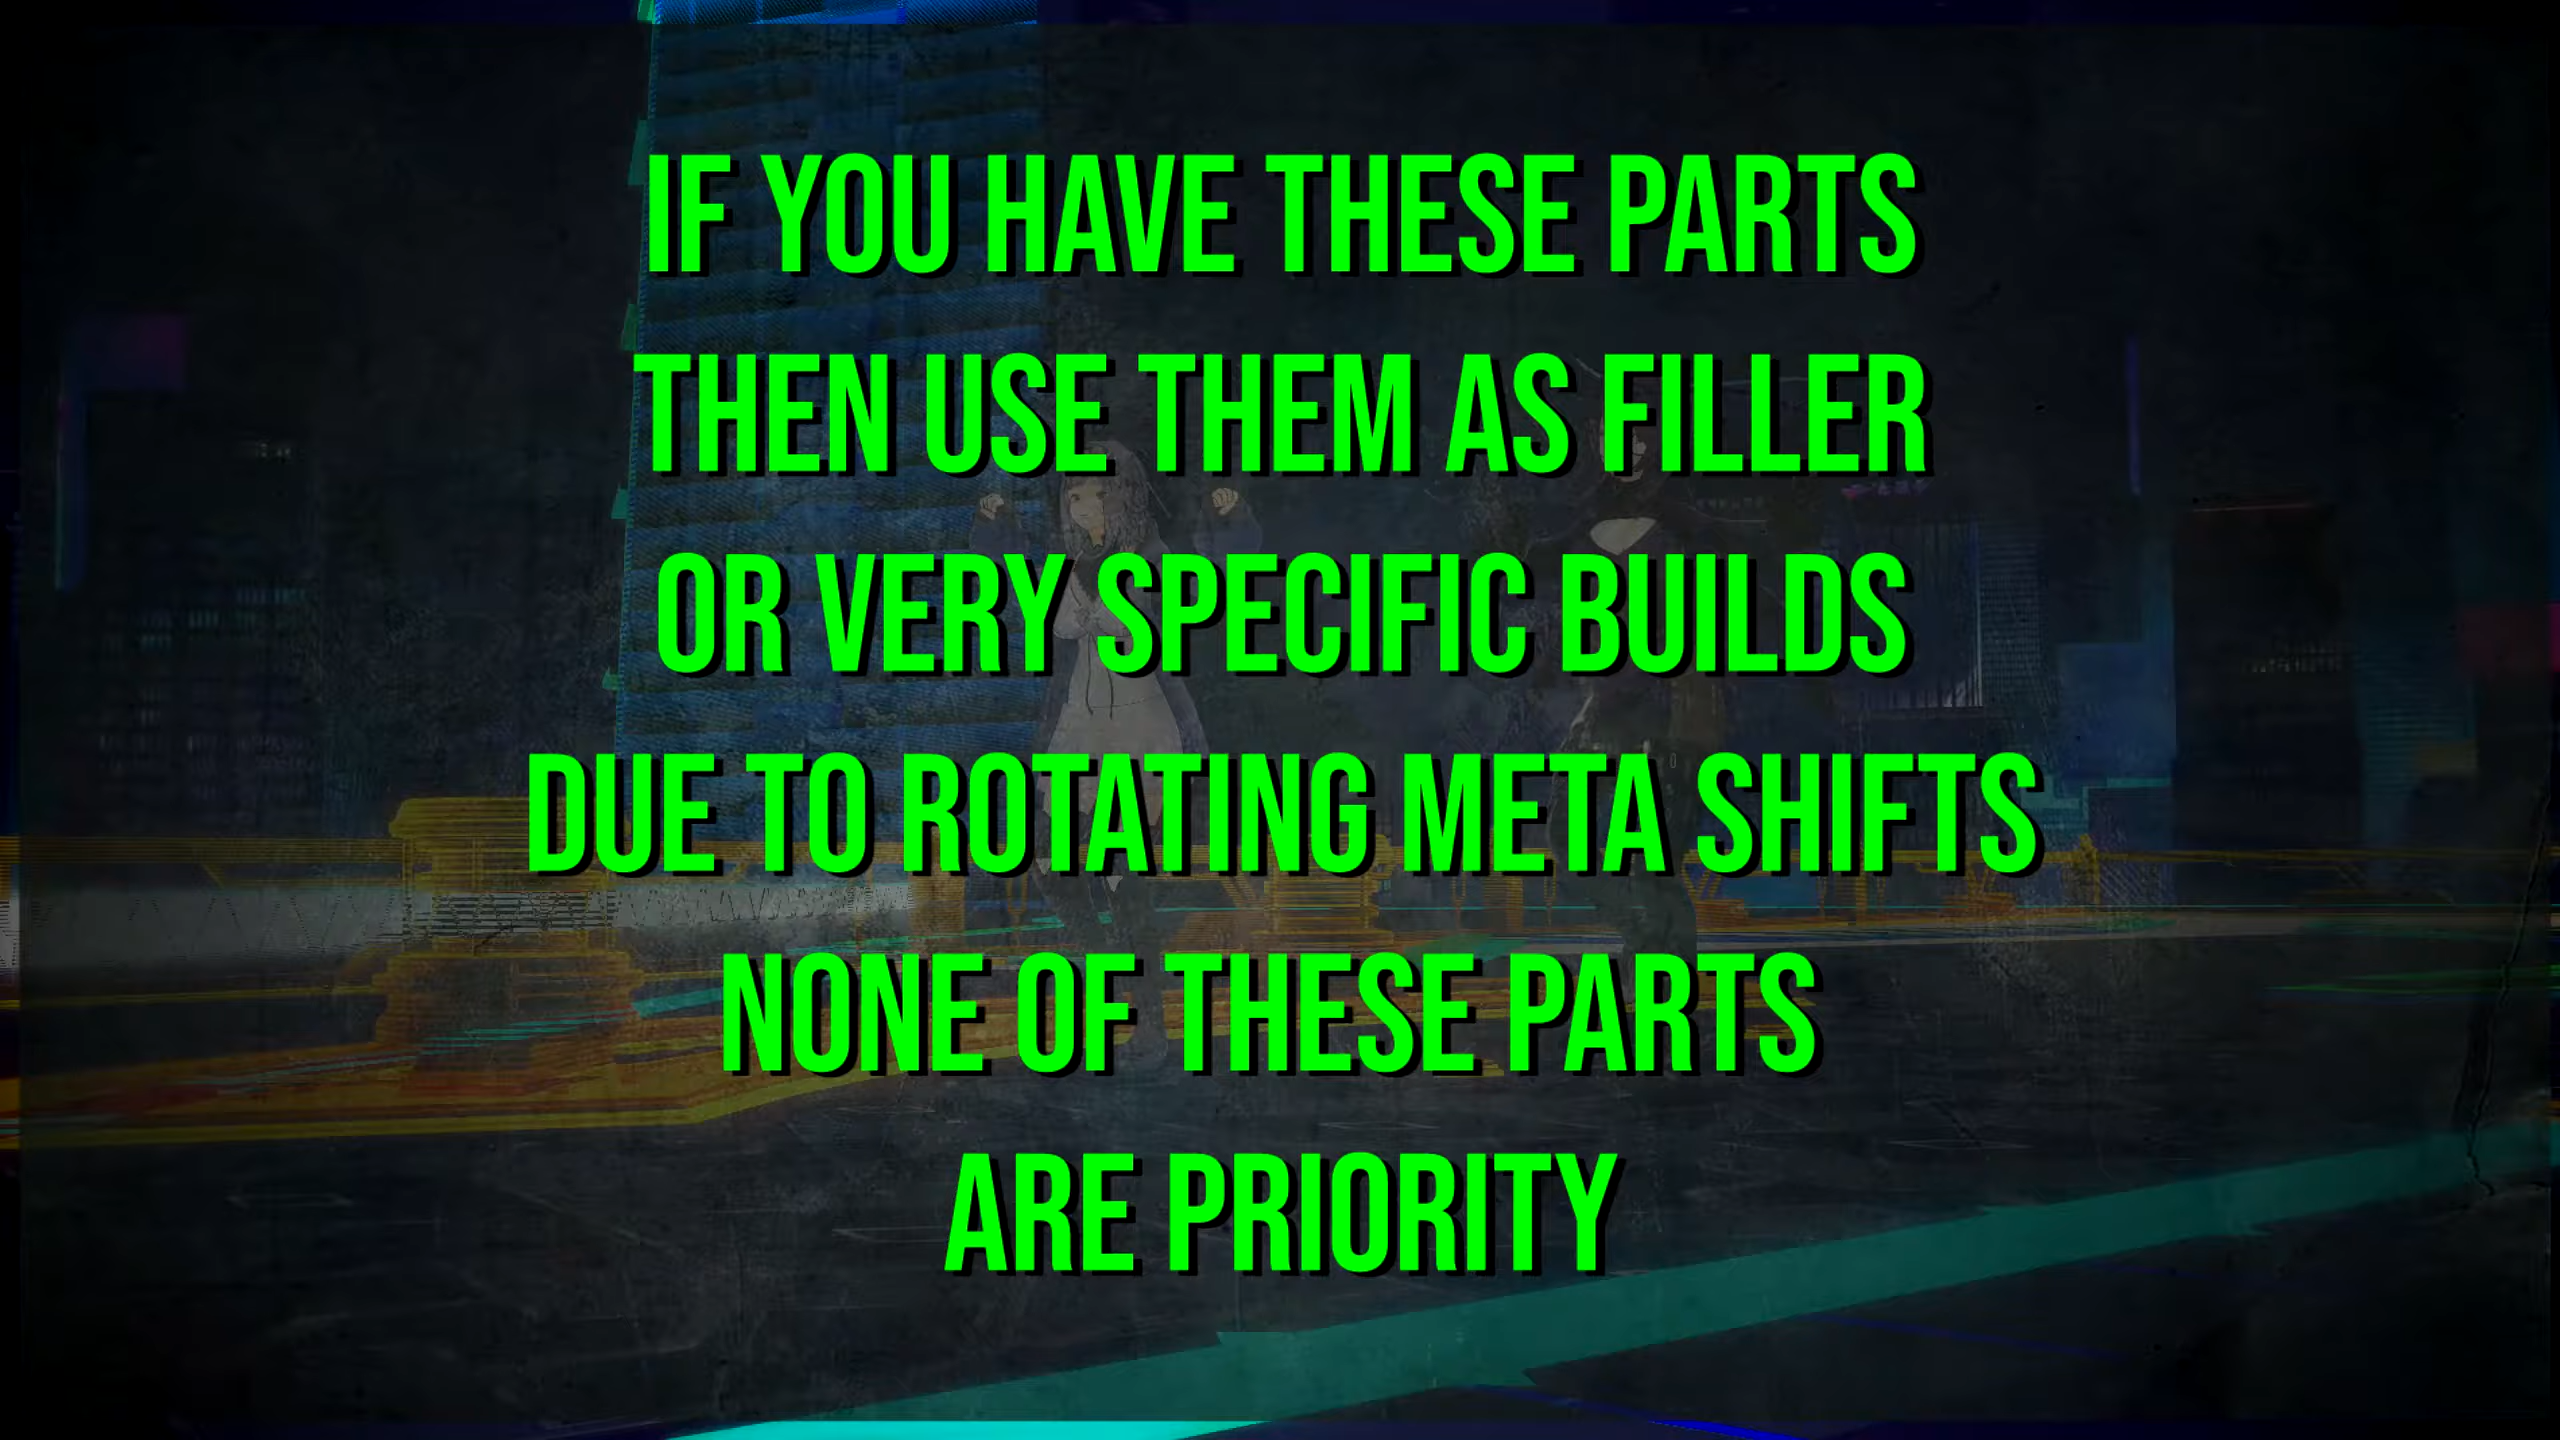 IF YOU HAVE THESE PARTS
THEN USE THEM AS FILLER
OR VERY SPECIFIC BUILDS
DUE TO ROTATING META SHIFTS
NONE OF THESE PARTS
ARE PRIORITY